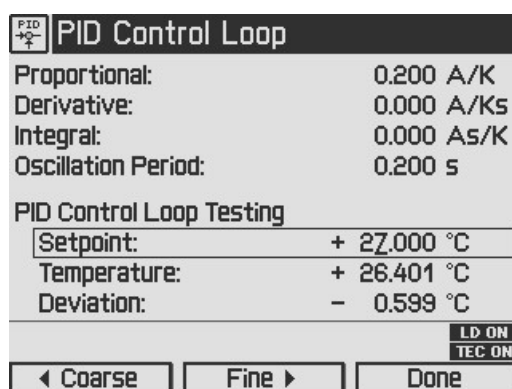 PID
PID Control Loop
Proportional: 0.200 A/K
Derivative: 0.000 A/Ks
Integral: 0.000 As/K
Oscillation Period: 0.200 s
PID Control Loop Testing
Setpoint: + 27.000 °C
Temperature: + 26.401 °C
Deviation: − 0.599 °C
LD ON
TEC ON
◀ Coarse Fine ▶ Done